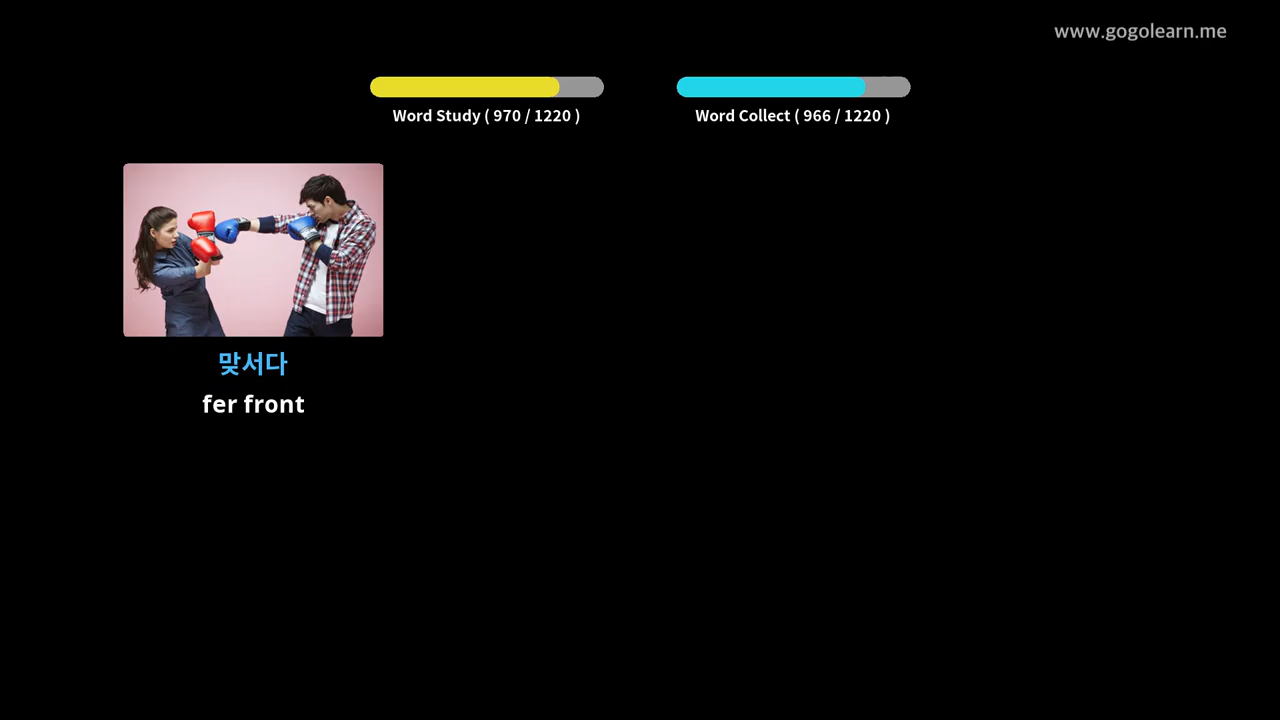 www.gogolearn.me
Word Study ( 970 / 1220 )
Word Collect ( 966 / 1220 )
맞서다
fer front